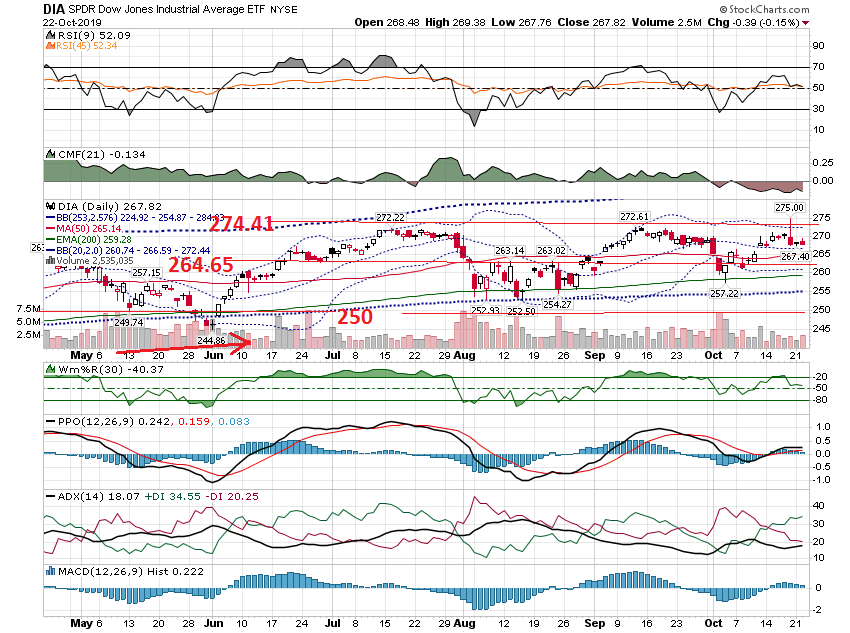 DIA SPDR Dow Jones Industrial Average ETF NYSE © StockCharts.com
22-Oct-2019 Open 268.48 High 269.38 Low 267.76 Close 267.82 Volume 2.5M Chg -0.39 (-0.15%)
RSI(9) 52.09
RSI(45) 52.34
90
70
50
30
10
CMF(21) -0.134
0.25
0.00
DIA (Daily) 267.82
BB(253,2.576) 224.92 - 254.87 - 284.83
MA(50) 265.14
EMA(200) 259.28
BB(20,2.0) 260.74 - 266.59 - 272.44
Volume 2,535,035
274.41
264.65
250
263
257.15
249.74
244.86
272.22
263.14
263.02
252.93
252.50
254.27
272.61
257.22
275.00
267.40
275
270
265
260
255
250
245
7.5M
5.0M
2.5M
May 6 13 20 28 Jun 10 17 24 Jul 8 15 22 29 Aug 12 19 26 Sep 9 16 23 Oct 7 14 21
Wm%R(30) -40.37
-20
-50
-80
PPO(12,26,9) 0.242, 0.159, 0.083
1.0
0.5
0.0
-0.5
-1.0
ADX(14) 18.07 +DI 34.55 -DI 20.25
40
30
20
10
MACD(12,26,9) Hist 0.222
2
0
-2
May 6 13 20 28 Jun 10 17 24 Jul 8 15 22 29 Aug 12 19 26 Sep 9 16 23 Oct 7 14 21